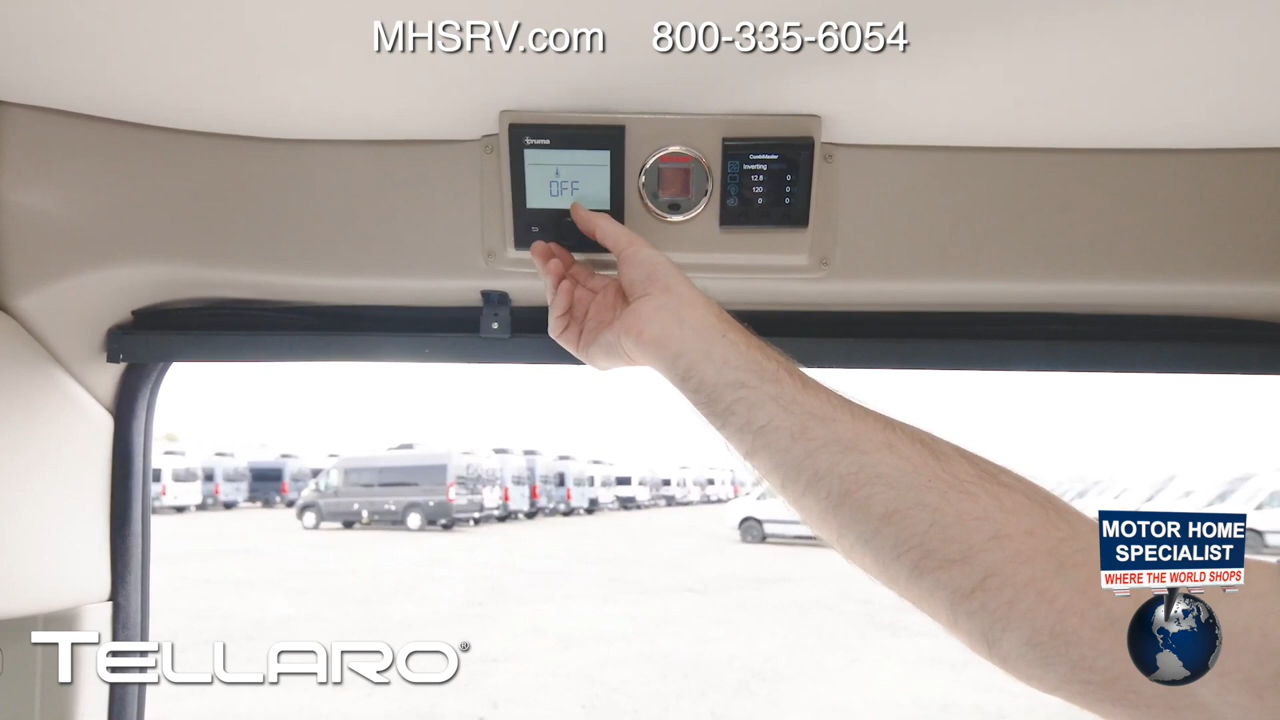 MHSRV.com 800-335-6054
truma
OFF
CombiMaster
Inverting
12.8 0
120 0
0 0
MOTOR HOME
SPECIALIST
WHERE THE WORLD SHOPS
TELLARO®